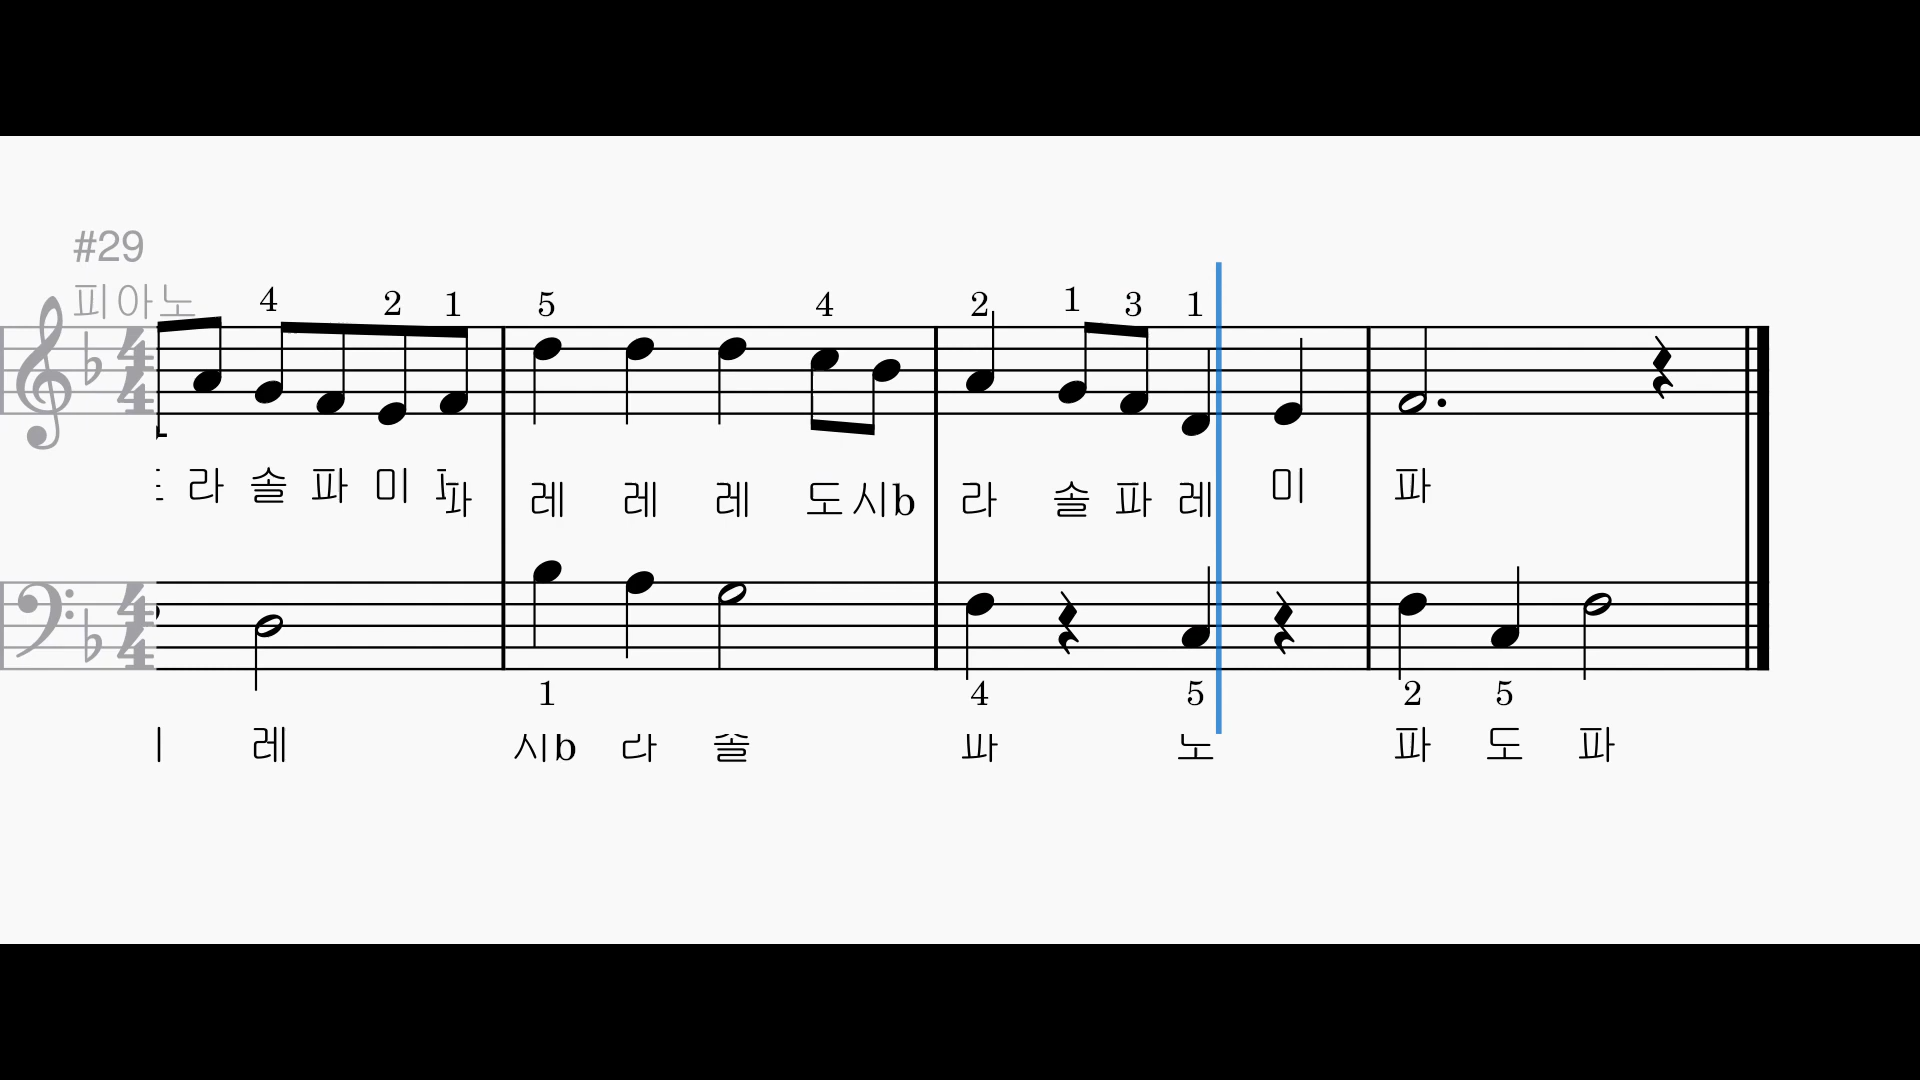 #29
피아노
4 2 1 5 4 2 1 3 1
라 솔 파 미 파 레 레 레 도 시b 라 솔 파 레 미 파
1 4 5 2 5
레 시b 라 솔 파 도 파 도 파